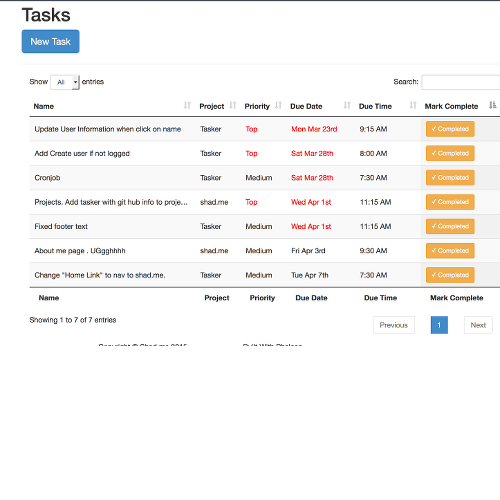 Tasks
New Task
Show All entries Search:
Name Project Priority Due Date Due Time Mark Complete
Update User Information when click on name Tasker Top Mon Mar 23rd 9:15 AM ✓ Completed
Add Create user if not logged Tasker Top Sat Mar 28th 8:00 AM ✓ Completed
Cronjob Tasker Medium Sat Mar 28th 7:30 AM ✓ Completed
Projects. Add tasker with git hub info to proje... shad.me Top Wed Apr 1st 11:15 AM ✓ Completed
Fixed footer text Tasker Medium Wed Apr 1st 11:15 AM ✓ Completed
About me page . UGgghhhh shad.me Medium Fri Apr 3rd 9:30 AM ✓ Completed
Change "Home Link" to nav to shad.me. Tasker Medium Tue Apr 7th 7:30 AM ✓ Completed
Name Project Priority Due Date Due Time Mark Complete
Showing 1 to 7 of 7 entries
Previous 1 Next